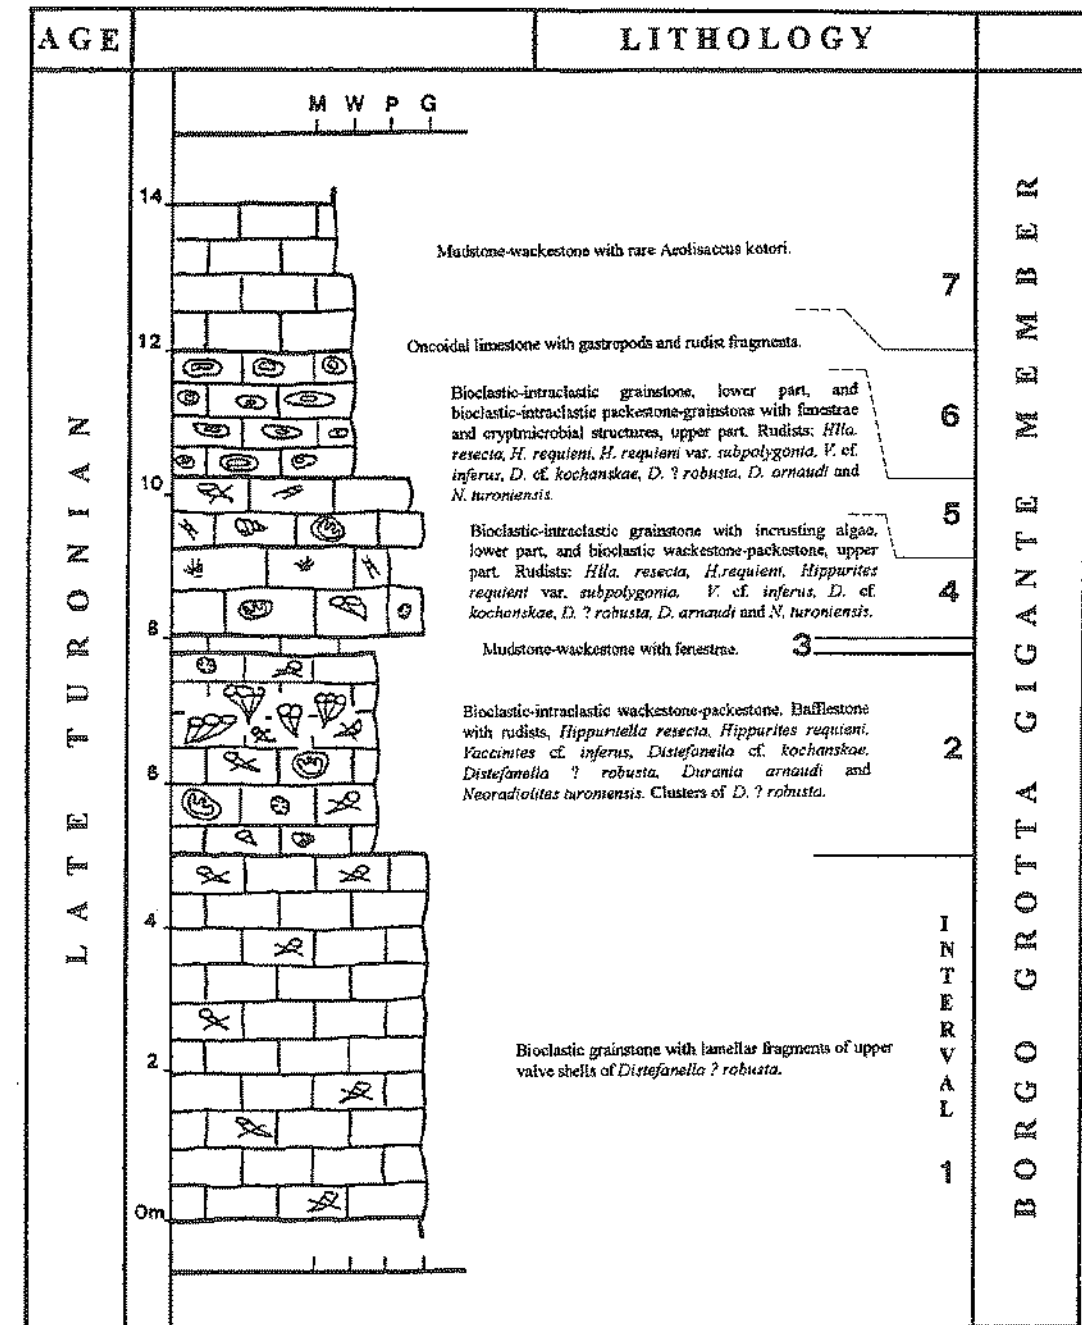 AGE
LITHOLOGY
M W P G
14
12
10
8
6
4
2
0m
LATE TURONIAN
Mudstone-wackestone with rare Aeolisaccus kotori.
7
Oncoidal limestone with gastropods and rudist fragments.
6
Bioclastic-intraclastic grainstone, lower part, and
bioclastic-intraclastic packestone-grainstone with fenestrae
and cryptmicrobial structures, upper part. Rudists: Hlla.
resecta, H. requieni, H. requieni var. subpolygonia, V. cf.
inferus, D. cf. kochanskae, D. ? robusta, D. arnaudi and
N. turoniensis.
5
Bioclastic-intraclastic grainstone with incrusting algae,
lower part, and bioclastic wackestone-packestone, upper
part. Rudists: Hlla. resecta, H.requieni, Hippurites
requieni var. subpolygonia, V. cf. inferus, D. cf.
kochanskae, D. ? robusta, D. arnaudi and N. turoniensis.
4
Mudstone-wackestone with fenestrae.
3
Bioclastic-intraclastic wackestone-packestone. Bafflestone
with rudists, Hippuritella resecta, Hippurites requieni,
Vaccinites cf. inferus, Distefanella cf. kochanskae,
Distefanella ? robusta, Durania arnaudi and
Neoradiolites turoniensis. Clusters of D. ? robusta.
2
Bioclastic grainstone with lamellar fragments of upper
valve shells of Distefanella ? robusta.
INTERVAL
1
BORGO GROTTA GIGANTE MEMBER